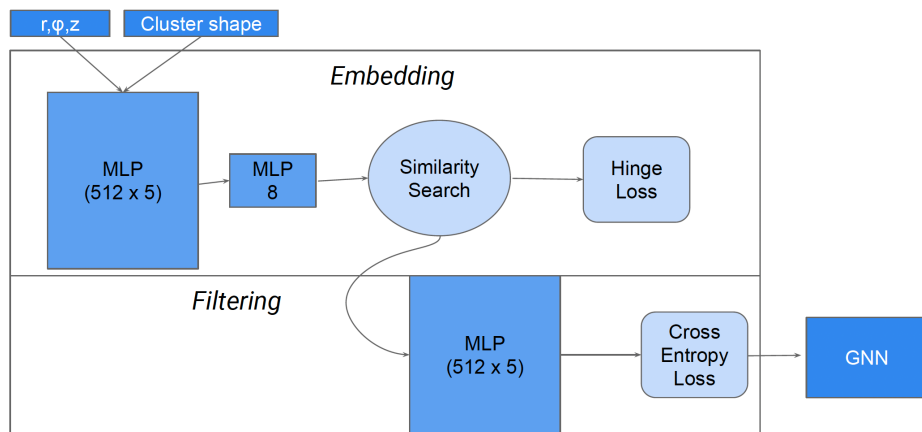 r,φ,z
Cluster shape
Embedding
MLP
(512 x 5)
MLP
8
Similarity
Search
Hinge
Loss
Filtering
MLP
(512 x 5)
Cross
Entropy
Loss
GNN